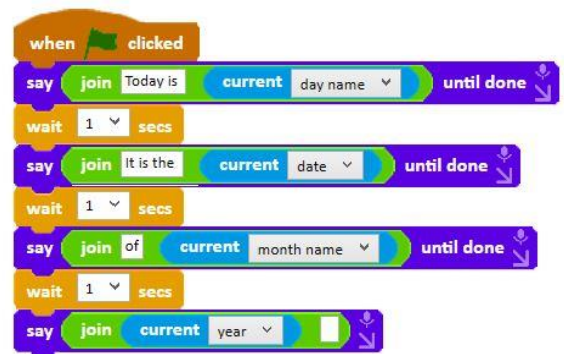 when clicked
say join Today is current day name until done
wait 1 secs
say join It is the current date until done
wait 1 secs
say join of current month name until done
wait 1 secs
say join current year